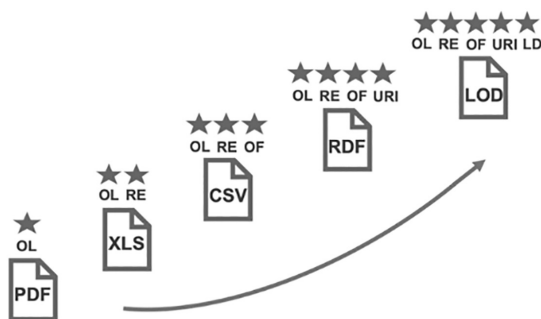 OL RE OF URI LD
LOD
OL RE OF URI
RDF
OL RE OF
CSV
OL RE
XLS
OL
PDF